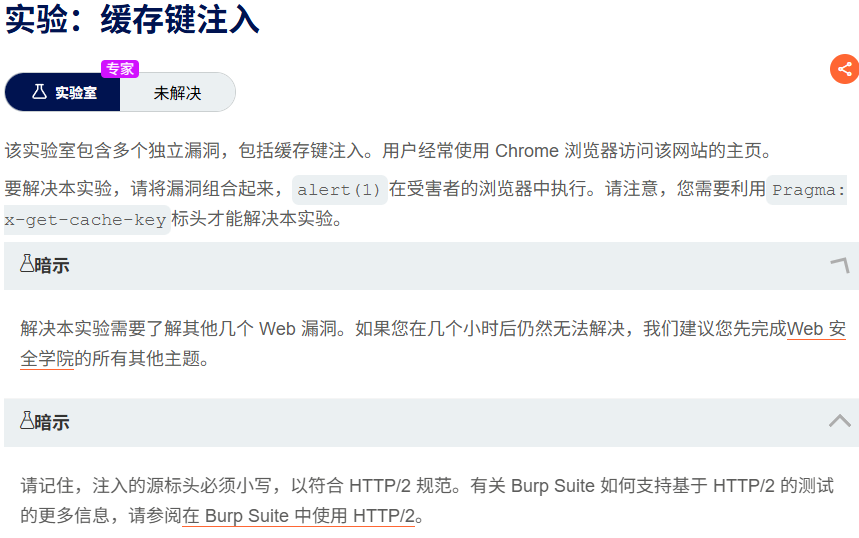 实验：缓存键注入
专家
实验室 未解决
该实验室包含多个独立漏洞，包括缓存键注入。用户经常使用 Chrome 浏览器访问该网站的主页。
要解决本实验，请将漏洞组合起来，alert(1)在受害者的浏览器中执行。请注意，您需要利用Pragma:
x-get-cache-key标头才能解决本实验。
暗示
解决本实验需要了解其他几个 Web 漏洞。如果您在几个小时后仍然无法解决，我们建议您先完成Web 安
全学院的所有其他主题。
暗示
请记住，注入的源标头必须小写，以符合 HTTP/2 规范。有关 Burp Suite 如何支持基于 HTTP/2 的测试
的更多信息，请参阅在 Burp Suite 中使用 HTTP/2。